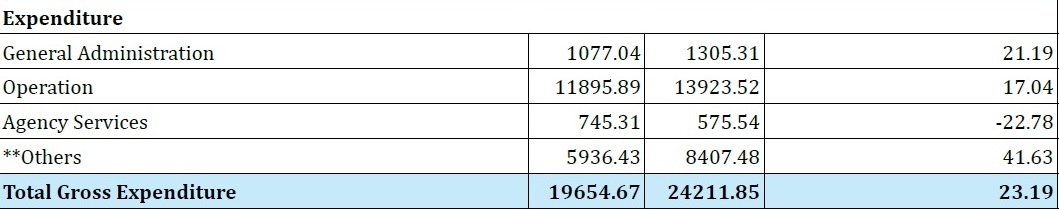 Expenditure
General Administration 1077.04 1305.31 21.19
Operation 11895.89 13923.52 17.04
Agency Services 745.31 575.54 -22.78
**Others 5936.43 8407.48 41.63
Total Gross Expenditure 19654.67 24211.85 23.19